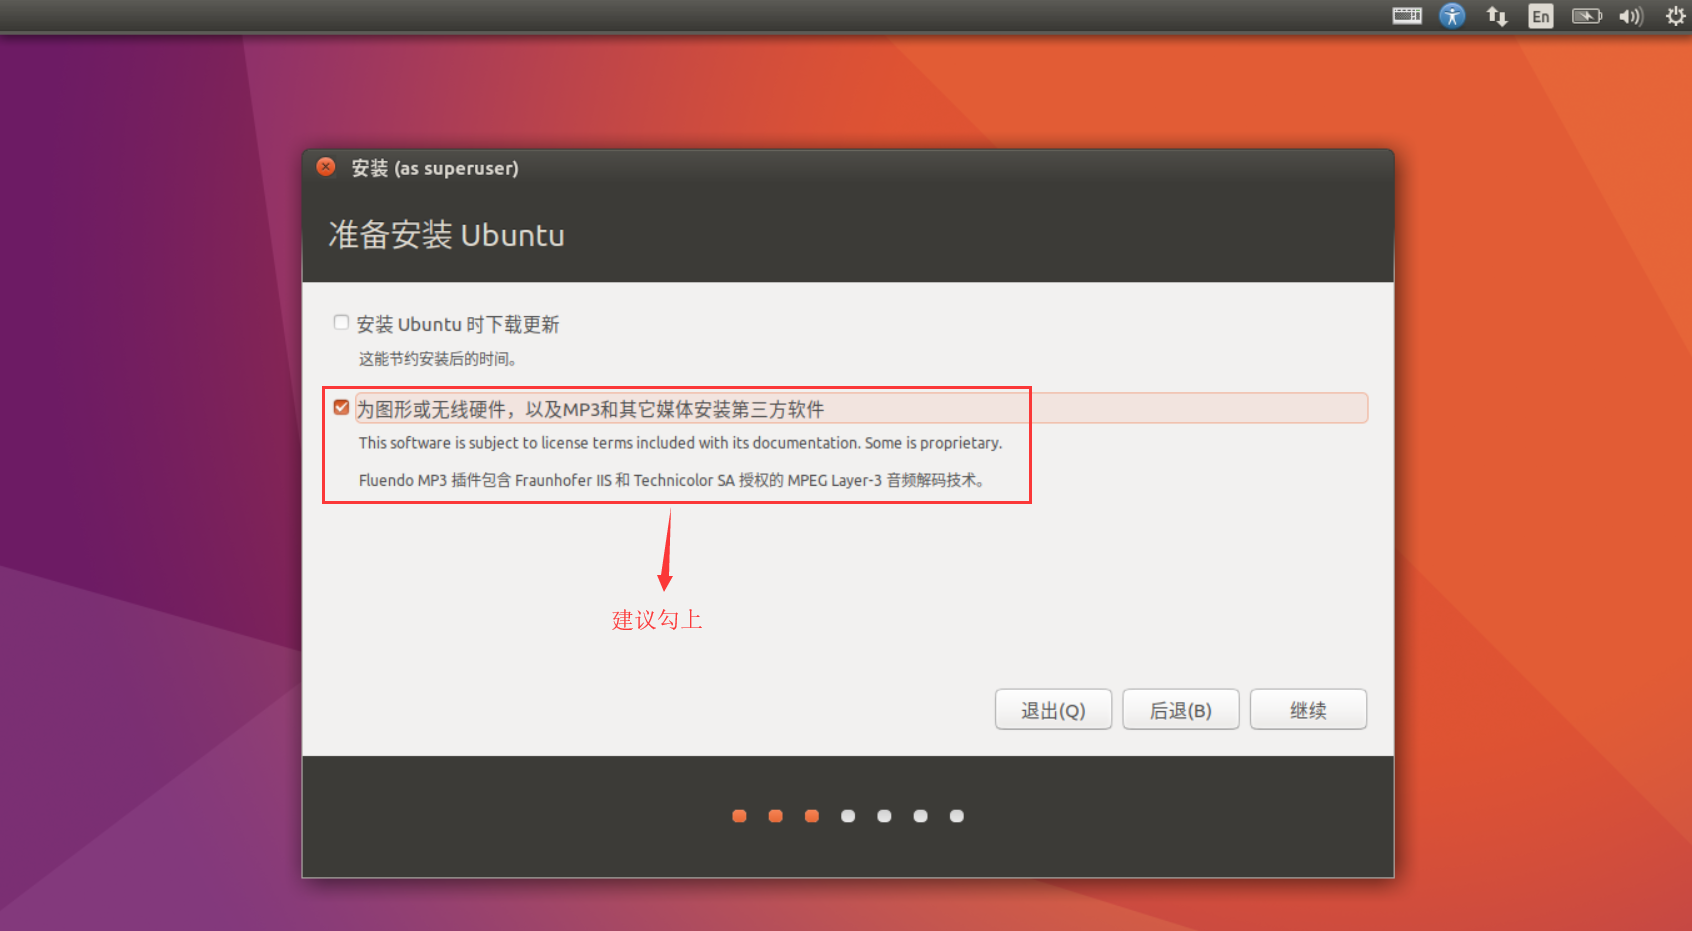 En
安装 (as superuser)
准备安装 Ubuntu
安装 Ubuntu 时下载更新
这能节约安装后的时间。
为图形或无线硬件，以及MP3和其它媒体安装第三方软件
This software is subject to license terms included with its documentation. Some is proprietary.
Fluendo MP3 插件包含 Fraunhofer IIS 和 Technicolor SA 授权的 MPEG Layer-3 音频解码技术。
建议勾上
退出(Q)
后退(B)
继续